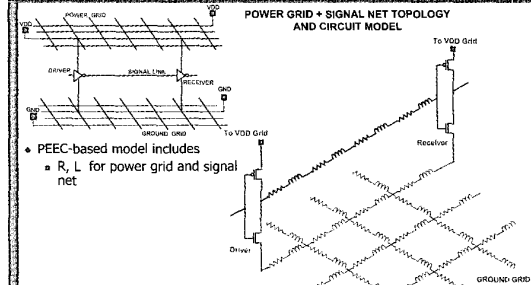 POWER GRID + SIGNAL NET TOPOLOGY
AND CIRCUIT MODEL
POWER GRID
VDD
VDD
DRIVER
SIGNAL LINK
RECEIVER
GND
GND
GROUND GRID
• PEEC-based model includes
▫ R, L for power grid and signal
net
To VDD Grid
Receiver
To VDD Grid
Driver
GROUND GRID